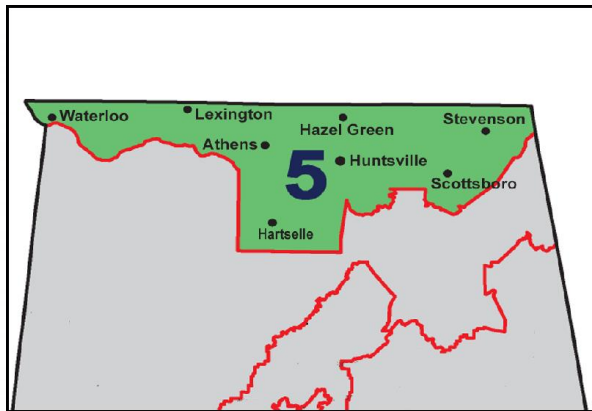 Waterloo
Lexington
Hazel Green
Stevenson
Athens
5
Huntsville
Scottsboro
Hartselle